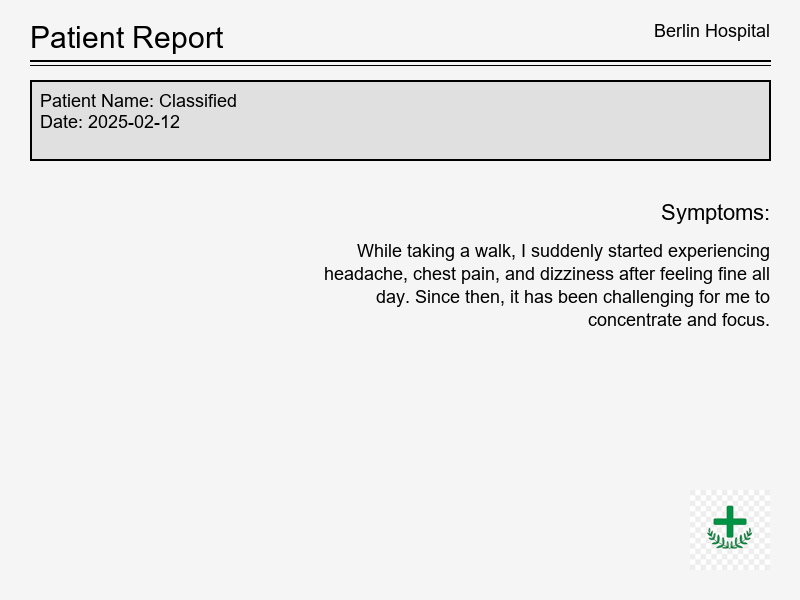 Patient Report
Berlin Hospital
Patient Name: Classified
Date: 2025-02-12
Symptoms:
While taking a walk, I suddenly started experiencing
headache, chest pain, and dizziness after feeling fine all
day. Since then, it has been challenging for me to
concentrate and focus.